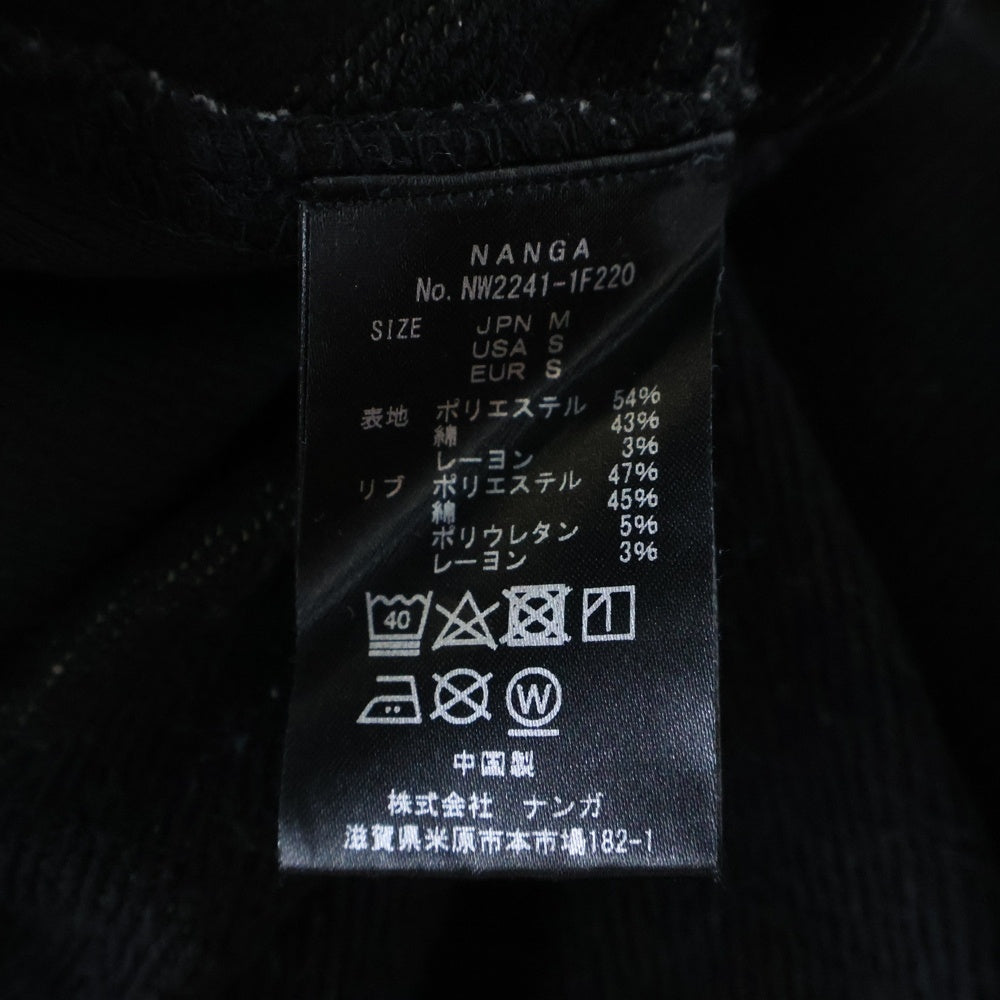 NANGA
No. NW2241-1F220
SIZE JPN M
USA S
EUR S
表地 ポリエステル 54%
綿 43%
レーヨン 3%
リブ ポリエステル 47%
綿 45%
ポリウレタン 5%
レーヨン 3%
40
W
中国製
株式会社 ナンガ
滋賀県米原市本市場182-1